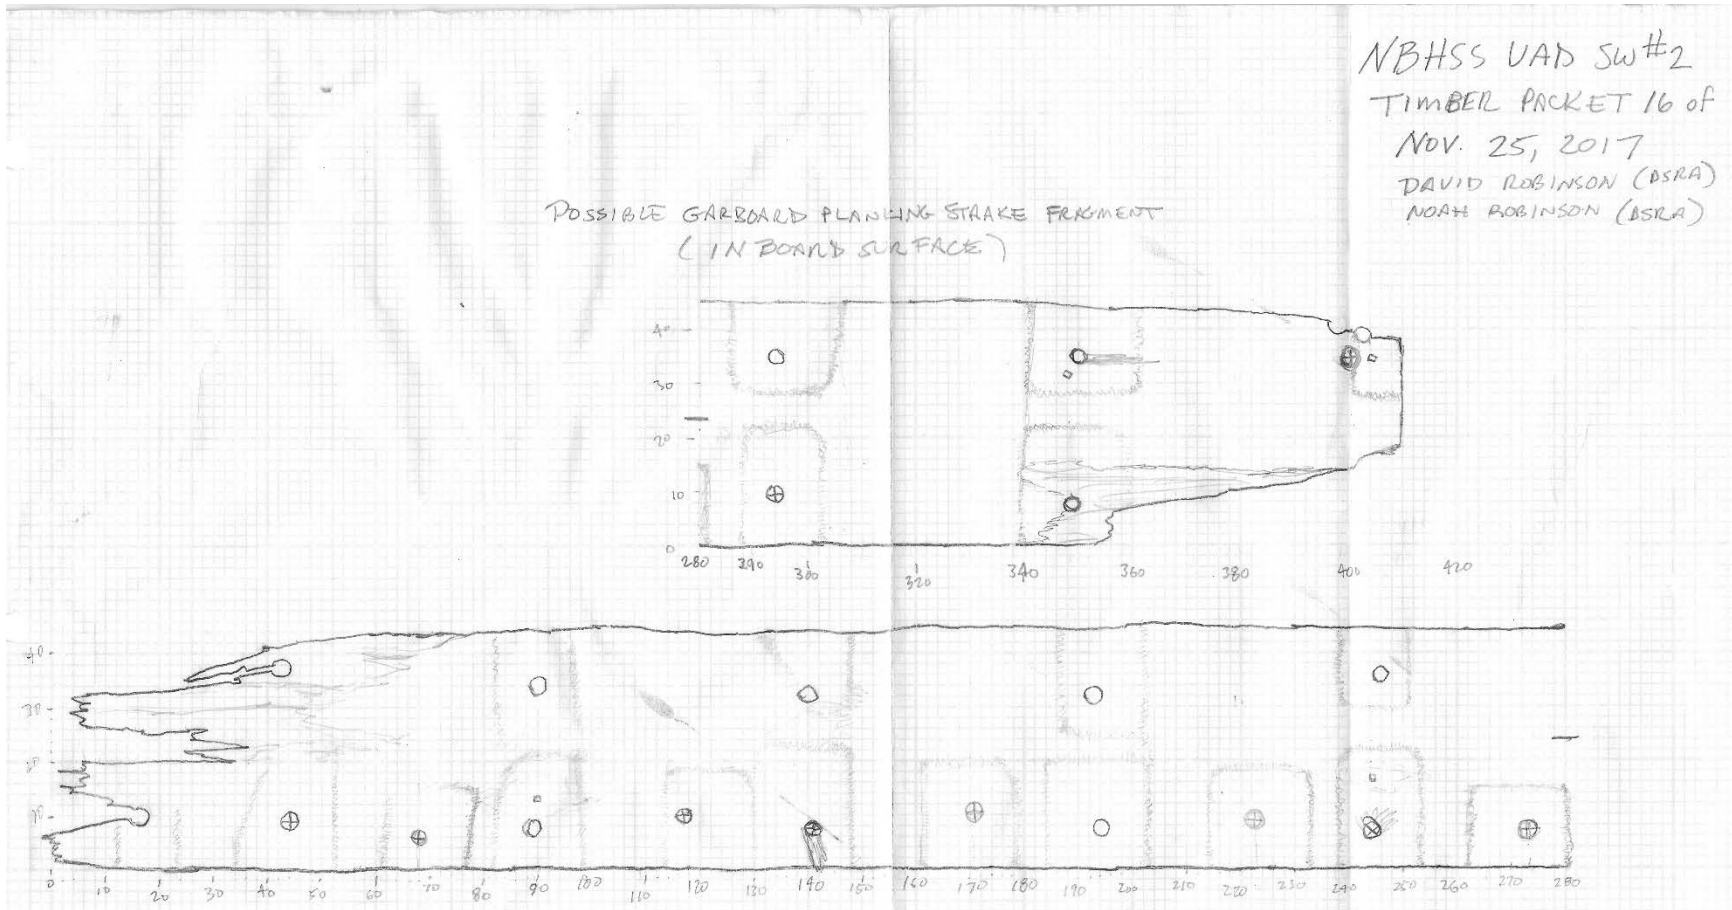 NBHSS UAD SW#2
TIMBER PACKET 16 of
NOV. 25, 2017
DAVID ROBINSON (DSRA)
NOAH ROBINSON (DSRA)
POSSIBLE GARBOARD PLANKING STRAKE FRAGMENT
(INBOARD SURFACE)
40
30
20
10
0
280 290 300 320 340 360 380 400 420
40
30
20
10
0 10 20 30 40 50 60 70 80 90 100 110 120 130 140 150 160 170 180 190 200 210 220 230 240 250 260 270 280